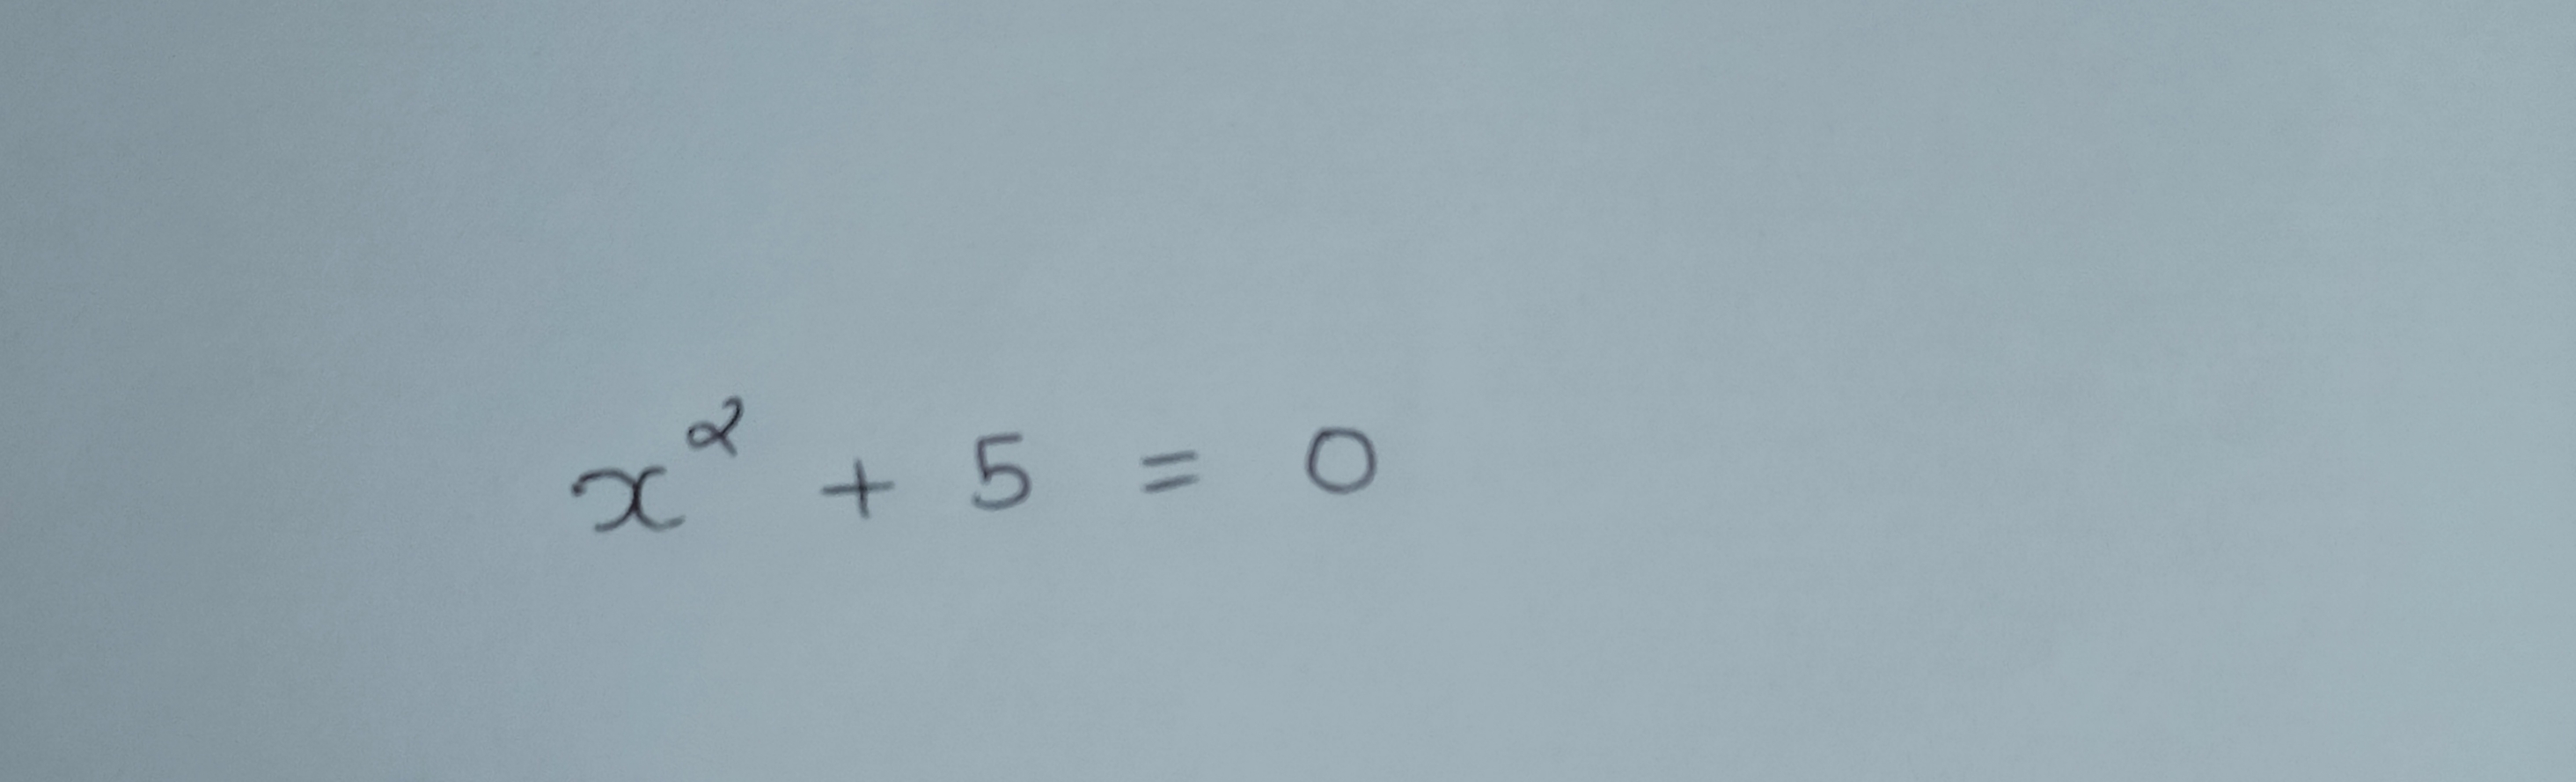 x² + 5 = 0